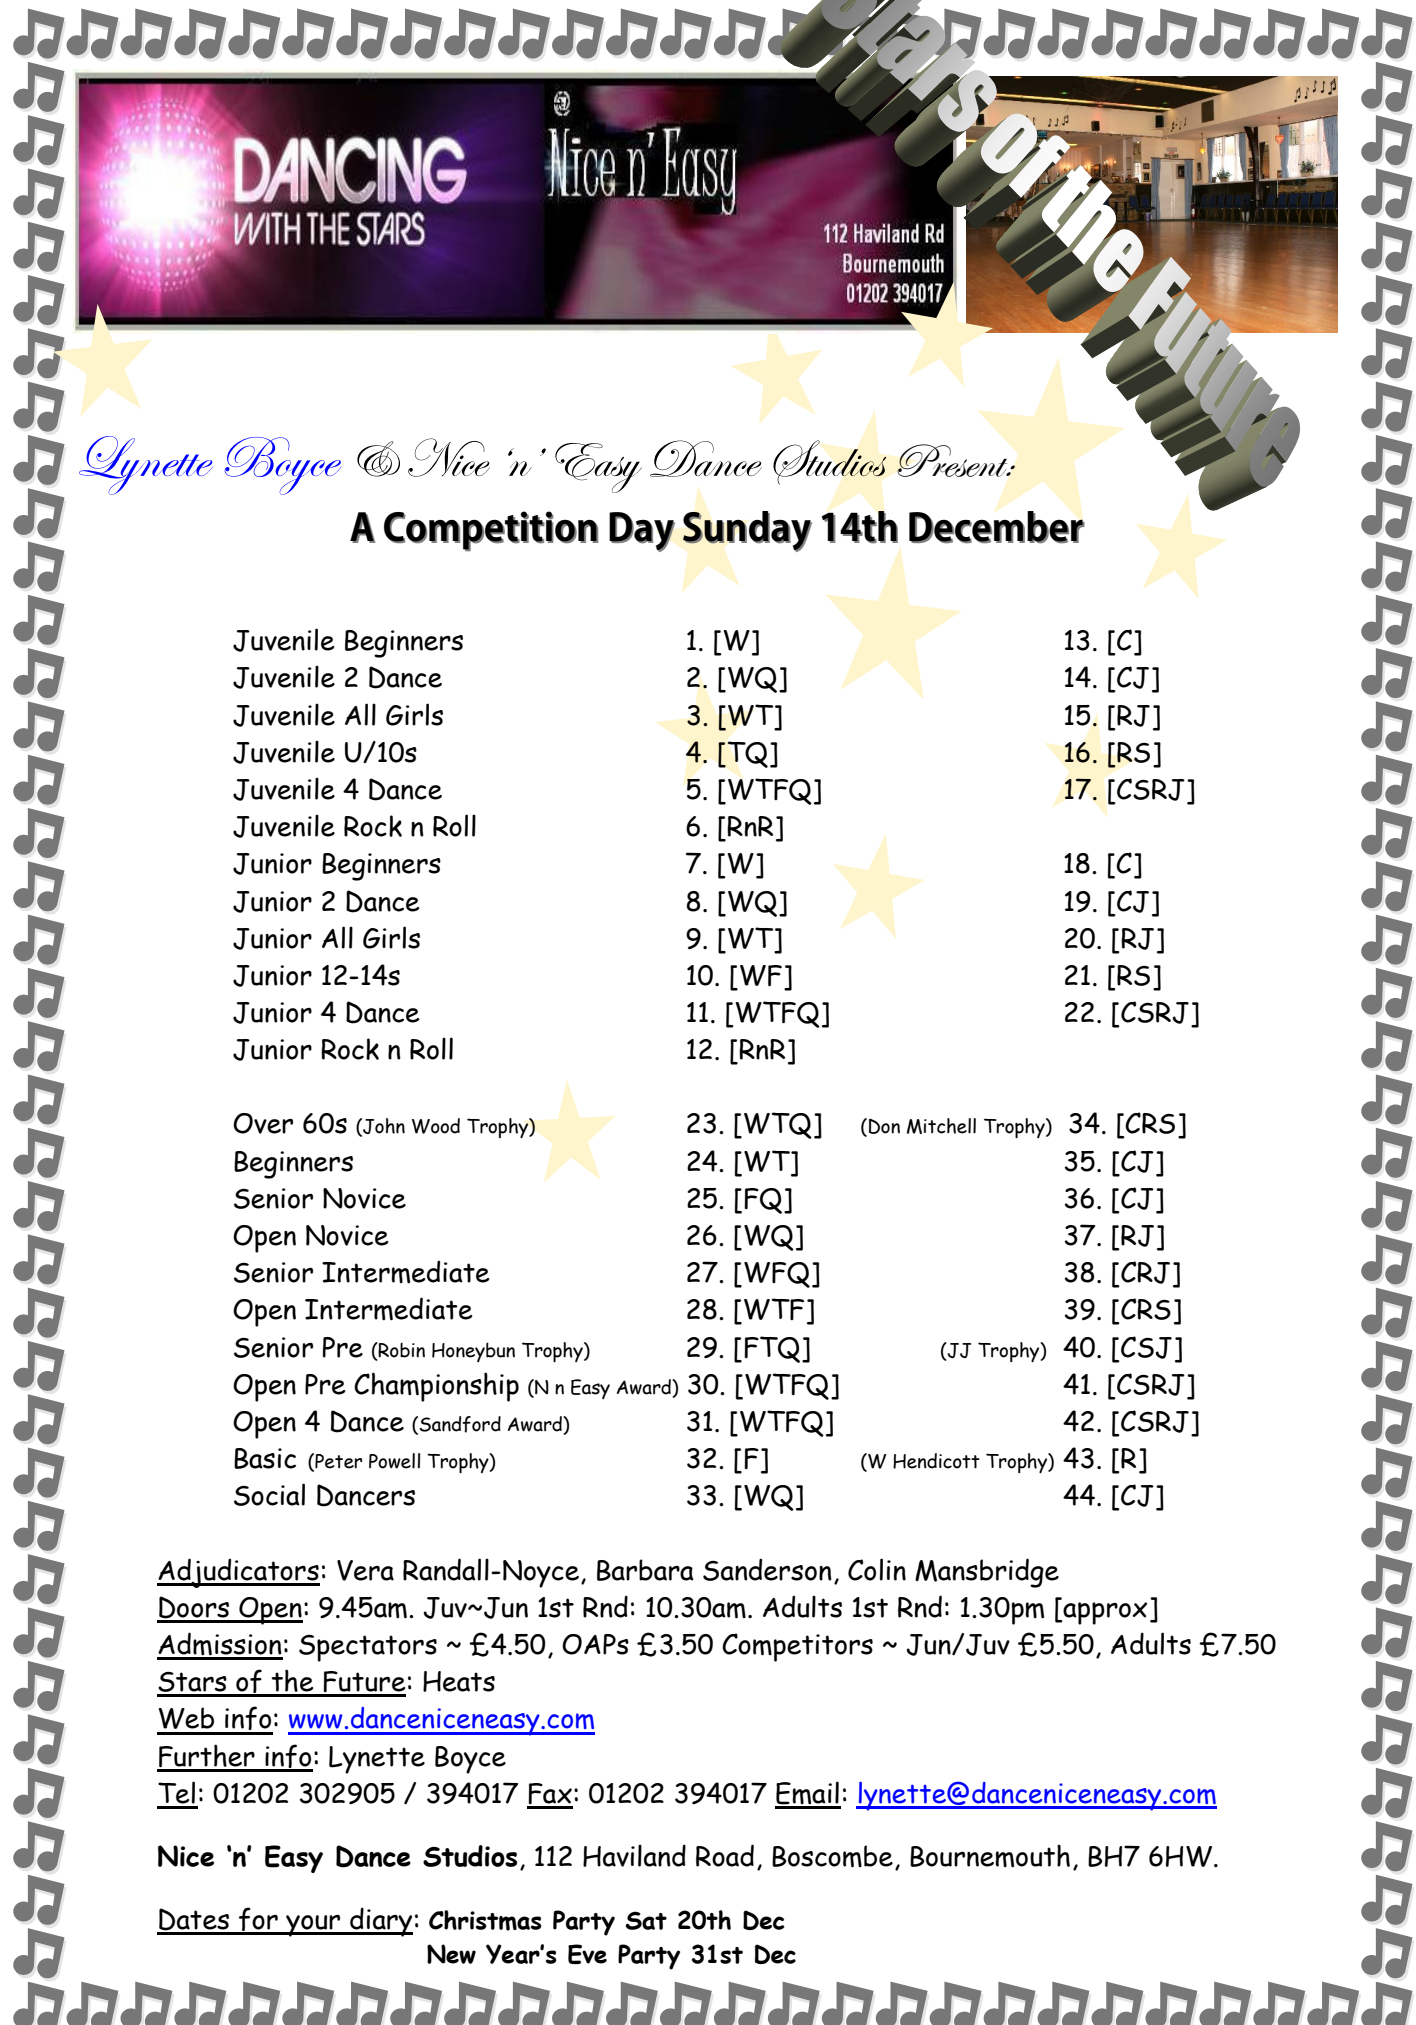 Stars of the Future
DANCING
WITH THE STARS
Nice n' Easy
112 Haviland Rd
Bournemouth
01202 394017
Lynette Boyce & Nice 'n' Easy Dance Studios Present:
A Competition Day Sunday 14th December
Juvenile Beginners 1. [W] 13. [C]
Juvenile 2 Dance 2. [WQ] 14. [CJ]
Juvenile All Girls 3. [WT] 15. [RJ]
Juvenile U/10s 4. [TQ] 16. [RS]
Juvenile 4 Dance 5. [WTFQ] 17. [CSRJ]
Juvenile Rock n Roll 6. [RnR]
Junior Beginners 7. [W] 18. [C]
Junior 2 Dance 8. [WQ] 19. [CJ]
Junior All Girls 9. [WT] 20. [RJ]
Junior 12-14s 10. [WF] 21. [RS]
Junior 4 Dance 11. [WTFQ] 22. [CSRJ]
Junior Rock n Roll 12. [RnR]
Over 60s (John Wood Trophy) 23. [WTQ] (Don Mitchell Trophy) 34. [CRS]
Beginners 24. [WT] 35. [CJ]
Senior Novice 25. [FQ] 36. [CJ]
Open Novice 26. [WQ] 37. [RJ]
Senior Intermediate 27. [WFQ] 38. [CRJ]
Open Intermediate 28. [WTF] 39. [CRS]
Senior Pre (Robin Honeybun Trophy) 29. [FTQ] (JJ Trophy) 40. [CSJ]
Open Pre Championship (N n Easy Award) 30. [WTFQ] 41. [CSRJ]
Open 4 Dance (Sandford Award) 31. [WTFQ] 42. [CSRJ]
Basic (Peter Powell Trophy) 32. [F] (W Hendicott Trophy) 43. [R]
Social Dancers 33. [WQ] 44. [CJ]
Adjudicators: Vera Randall-Noyce, Barbara Sanderson, Colin Mansbridge
Doors Open: 9.45am. Juv~Jun 1st Rnd: 10.30am. Adults 1st Rnd: 1.30pm [approx]
Admission: Spectators ~ £4.50, OAPs £3.50 Competitors ~ Jun/Juv £5.50, Adults £7.50
Stars of the Future: Heats
Web info: www.danceniceneasy.com
Further info: Lynette Boyce
Tel: 01202 302905 / 394017 Fax: 01202 394017 Email: lynette@danceniceneasy.com
Nice 'n' Easy Dance Studios, 112 Haviland Road, Boscombe, Bournemouth, BH7 6HW.
Dates for your diary: Christmas Party Sat 20th Dec
New Year's Eve Party 31st Dec